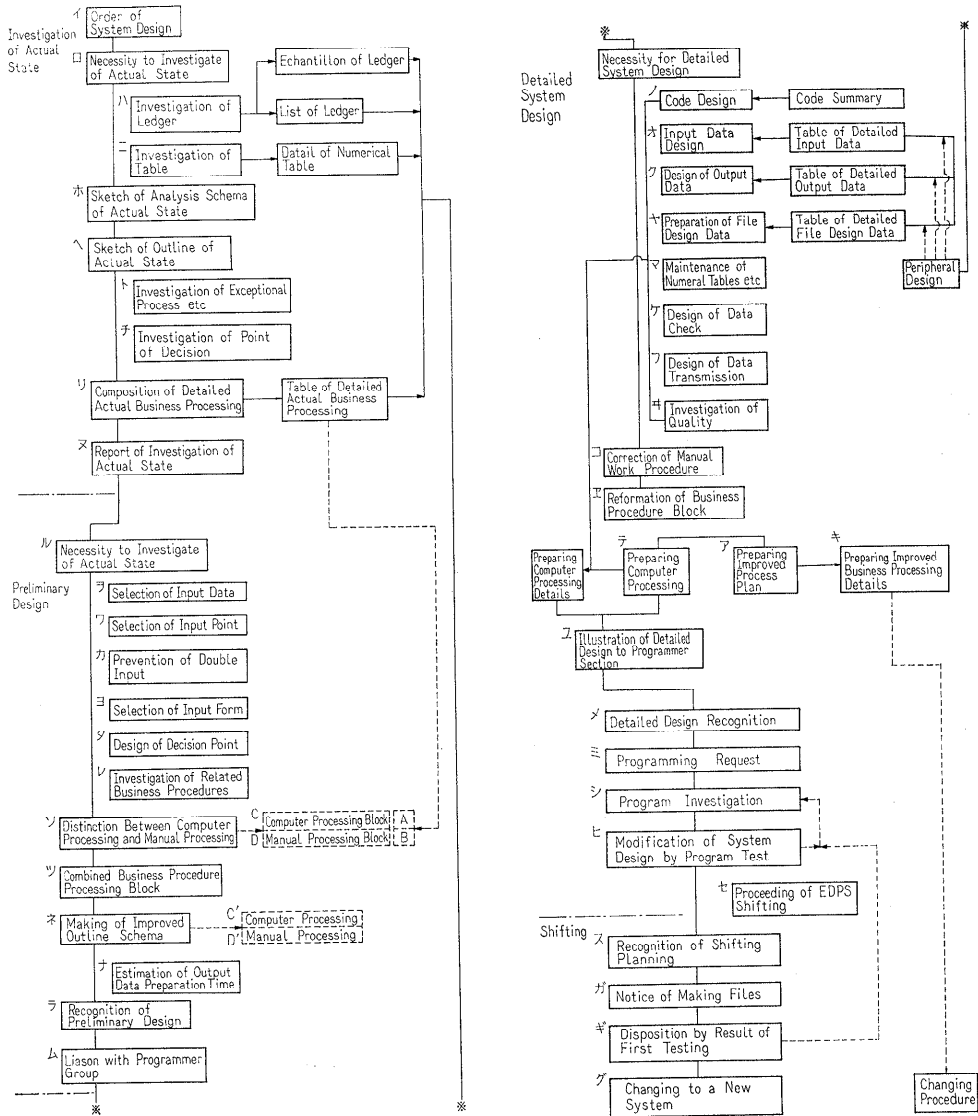 イ Order of
System Design
Investigation
of Actual
State
ロ Necessity to Investigate
of Actual State
Echantillon of Ledger
ハ Investigation of
Ledger
List of Ledger
ニ Investigation of
Table
Datail of Numerical
Table
ホ Sketch of Analysis Schema
of Actual State
ヘ Sketch of Outline of
Actual State
ト Investigation of Exceptional
Process etc
チ Investigation of Point
of Decision
リ Composition of Detailed
Actual Business Processing
Table of Detailed
Actual Business
Processing
ヌ Report of Investigation of
Actual State
ル Necessity to Investigate
of Actual State
Preliminary
Design
ヲ Selection of Input Data
ワ Selection of Input Point
カ Prevention of Double
Input
ヨ Selection of Input Form
タ Design of Decision Point
レ Investigation of Related
Business Procedures
ソ Distinction Between Computer
Processing and Manual Processing
C Computer Processing Block A
D Manual Processing Block B
ツ Combined Business Procedure
Processing Block
ネ Making of Improved
Outline Schema
C' Computer Processing
D' Manual Processing
ナ Estimation of Output
Data Preparation Time
ラ Recognition of
Preliminary Design
ム Liason with Programmer
Group
※
※
※
※
Necessity for Detailed
System Design
Detailed
System
Design
ノ Code Design
Code Summary
オ Input Data
Design
Table of Detailed
Input Data
ク Design of Output
Data
Table of Detailed
Output Data
ヤ Preparation of File
Design Data
Table of Detailed
File Design Data
Peripheral
Design
マ Maintenance of
Numeral Tables etc
ケ Design of Data
Check
フ Design of Data
Transmission
ヰ Investigation of
Quality
コ Correction of Manual
Work Procedure
ヱ Reformation of Business
Procedure Block
Preparing
Computer
Processing
Details
テ Preparing
Computer
Processing
ア Preparing
Improved
Process
Plan
キ Preparing Improved
Business Processing
Details
ユ Illustration of Detailed
Design to Programmer
Section
メ Detailed Design Recognition
ミ Programming Request
シ Program Investigation
ヒ Modification of System
Design by Program Test
セ Proceeding of EDPS
Shifting
Shifting
ス Recognition of Shifting
Planning
ガ Notice of Making Files
ギ Disposition by Result of
First Testing
グ Changing to a New
System
Changing
Procedure